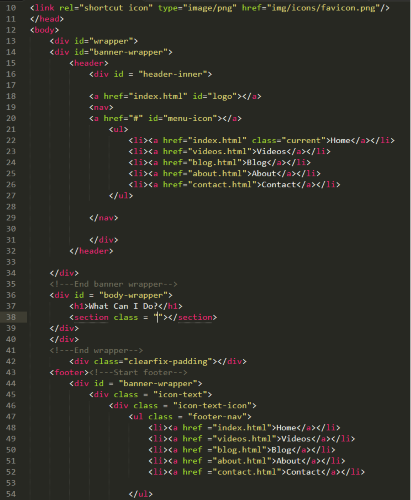 10 <link rel="shortcut icon" type="image/png" href="img/icons/favicon.png"/>
11 </head>
12 <body>
13 <div id="wrapper">
14 <div id="banner-wrapper">
15 <header>
16 <div id = "header-inner">
17
18 <a href="index.html" id="logo"></a>
19 <nav>
20 <a href="#" id="menu-icon"></a>
21 <ul>
22 <li><a href="index.html" class="current">Home</a></li>
23 <li><a href="videos.html">Videos</a></li>
24 <li><a href="blog.html">Blog</a></li>
25 <li><a href="about.html">About</a></li>
26 <li><a href="contact.html">Contact</a></li>
27 </ul>
28
29 </nav>
30
31 </div>
32 </header>
33
34 </div>
35 <!---End banner wrapper--->
36 <div id = "body-wrapper">
37 <h1>What Can I Do?</h1>
38 <section class = ""></section>
39 </div>
40 </div>
41 <!---End wrapper--->
42 <div class="clearfix-padding"></div>
43 <footer><!---Start footer--->
44 <div id = "banner-wrapper">
45 <div class = "icon-text">
46 <div class = "icon-text-icon">
47 <ul class = "footer-nav">
48 <li><a href ="index.html">Home</a></li>
49 <li><a href ="videos.html">Videos</a></li>
50 <li><a href ="blog.html">Blog</a></li>
51 <li><a href ="about.html">About</a></li>
52 <li><a href ="contact.html">Contact</a></li>
53
54 </ul>